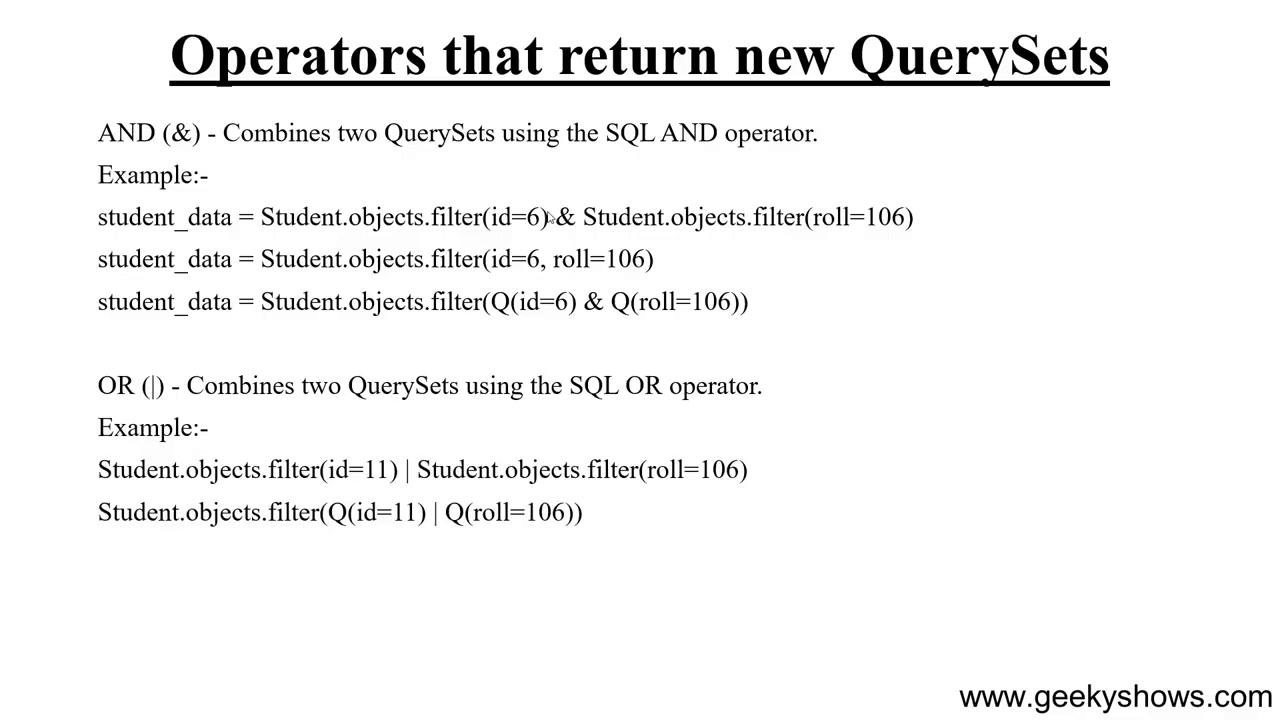 Operators that return new QuerySets
AND (&) - Combines two QuerySets using the SQL AND operator.
Example:-
student_data = Student.objects.filter(id=6) & Student.objects.filter(roll=106)
student_data = Student.objects.filter(id=6, roll=106)
student_data = Student.objects.filter(Q(id=6) & Q(roll=106))
OR (|) - Combines two QuerySets using the SQL OR operator.
Example:-
Student.objects.filter(id=11) | Student.objects.filter(roll=106)
Student.objects.filter(Q(id=11) | Q(roll=106))
www.geekyshows.com